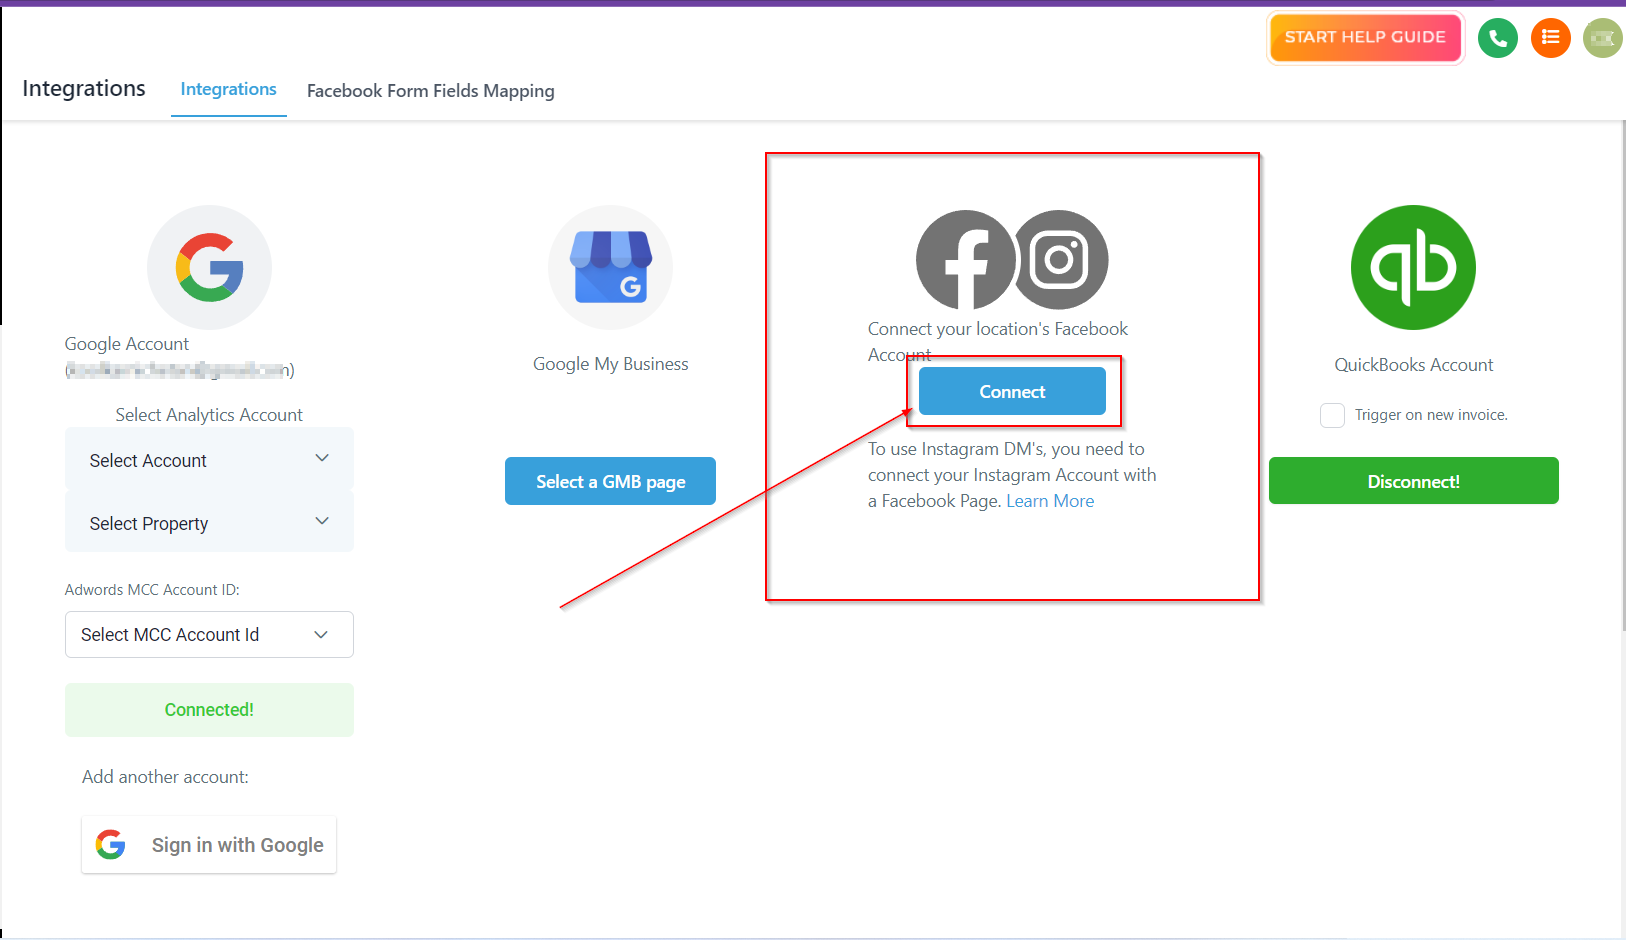 START HELP GUIDE
Integrations
Integrations
Facebook Form Fields Mapping
Google Account
Select Analytics Account
Select Account
Select Property
Adwords MCC Account ID:
Select MCC Account Id
Connected!
Add another account:
Sign in with Google
Google My Business
Select a GMB page
Connect your location's Facebook
Account
Connect
To use Instagram DM's, you need to
connect your Instagram Account with
a Facebook Page. Learn More
qb
QuickBooks Account
Trigger on new invoice.
Disconnect!